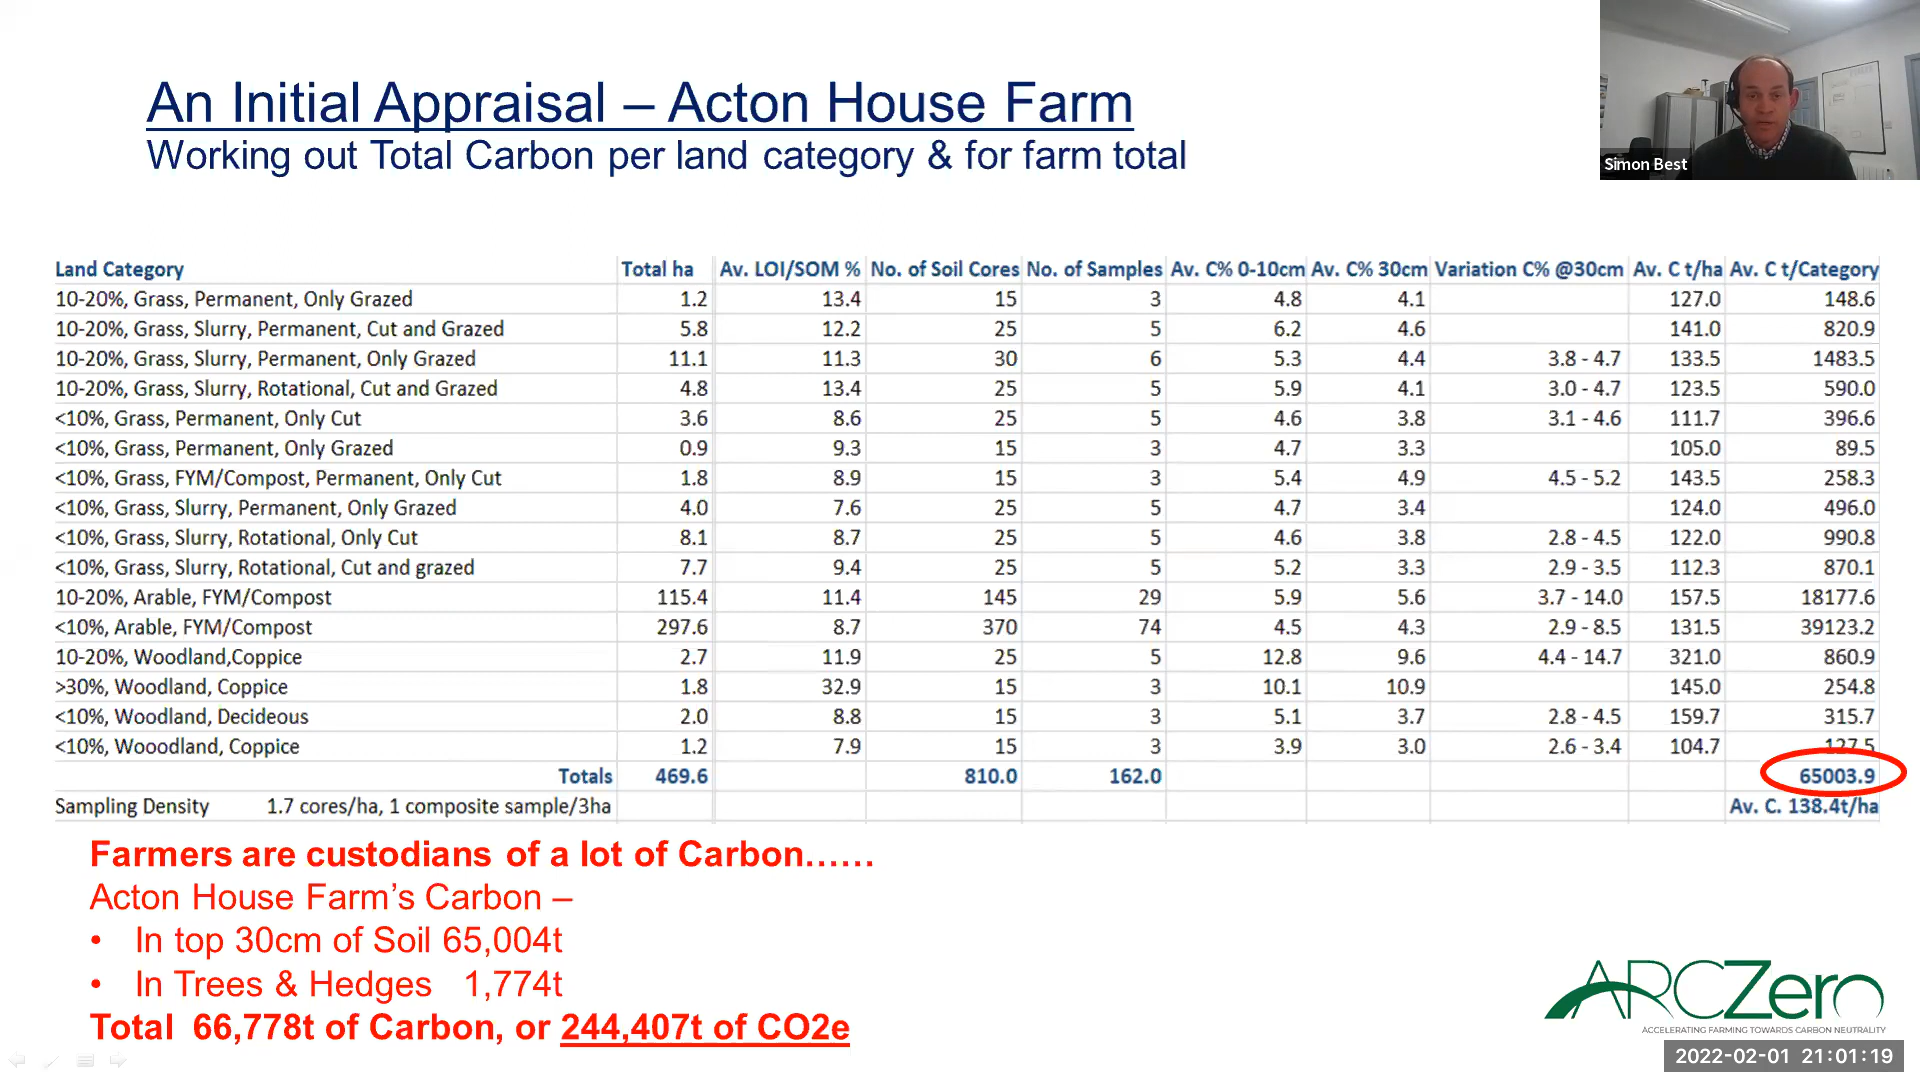 An Initial Appraisal – Acton House Farm
Working out Total Carbon per land category & for farm total
Simon Best
Land Category Total ha Av. LOI/SOM % No. of Soil Cores No. of Samples Av. C% 0-10cm Av. C% 30cm Variation C% @30cm Av. C t/ha Av. C t/Category
10-20%, Grass, Permanent, Only Grazed 1.2 13.4 15 3 4.8 4.1 127.0 148.6
10-20%, Grass, Slurry, Permanent, Cut and Grazed 5.8 12.2 25 5 6.2 4.6 141.0 820.9
10-20%, Grass, Slurry, Permanent, Only Grazed 11.1 11.3 30 6 5.3 4.4 3.8 - 4.7 133.5 1483.5
10-20%, Grass, Slurry, Rotational, Cut and Grazed 4.8 13.4 25 5 5.9 4.1 3.0 - 4.7 123.5 590.0
<10%, Grass, Permanent, Only Cut 3.6 8.6 25 5 4.6 3.8 3.1 - 4.6 111.7 396.6
<10%, Grass, Permanent, Only Grazed 0.9 9.3 15 3 4.7 3.3 105.0 89.5
<10%, Grass, FYM/Compost, Permanent, Only Cut 1.8 8.9 15 3 5.4 4.9 4.5 - 5.2 143.5 258.3
<10%, Grass, Slurry, Permanent, Only Grazed 4.0 7.6 25 5 4.7 3.4 124.0 496.0
<10%, Grass, Slurry, Rotational, Only Cut 8.1 8.7 25 5 4.6 3.8 2.8 - 4.5 122.0 990.8
<10%, Grass, Slurry, Rotational, Cut and grazed 7.7 9.4 25 5 5.2 3.3 2.9 - 3.5 112.3 870.1
10-20%, Arable, FYM/Compost 115.4 11.4 145 29 5.9 5.6 3.7 - 14.0 157.5 18177.6
<10%, Arable, FYM/Compost 297.6 8.7 370 74 4.5 4.3 2.9 - 8.5 131.5 39123.2
10-20%, Woodland,Coppice 2.7 11.9 25 5 12.8 9.6 4.4 - 14.7 321.0 860.9
>30%, Woodland, Coppice 1.8 32.9 15 3 10.1 10.9 145.0 254.8
<10%, Woodland, Decideous 2.0 8.8 15 3 5.1 3.7 2.8 - 4.5 159.7 315.7
<10%, Wooodland, Coppice 1.2 7.9 15 3 3.9 3.0 2.6 - 3.4 104.7 127.5
Totals 469.6 810.0 162.0 65003.9
Sampling Density 1.7 cores/ha, 1 composite sample/3ha Av. C. 138.4t/ha
Farmers are custodians of a lot of Carbon......
Acton House Farm's Carbon –
• In top 30cm of Soil 65,004t
• In Trees & Hedges 1,774t
Total 66,778t of Carbon, or 244,407t of CO2e
ARCZero
ACCELERATING FARMING TOWARDS CARBON NEUTRALITY
2022-02-01 21:01:19